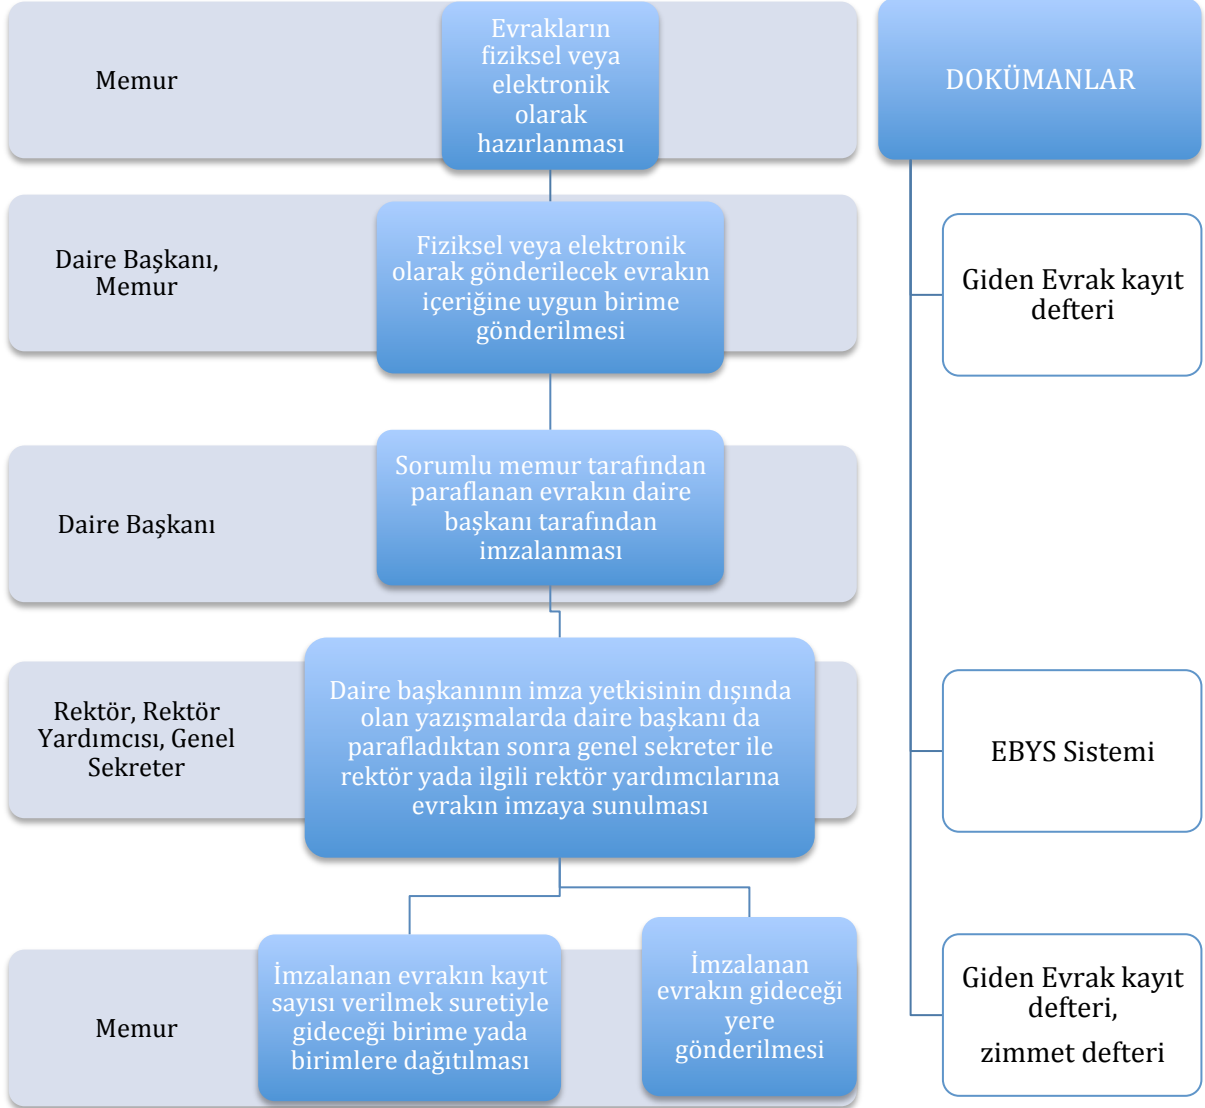 Memur
Evrakların
fiziksel veya
elektronik
olarak
hazırlanması
DOKÜMANLAR
Daire Başkanı,
Memur
Fiziksel veya elektronik
olarak gönderilecek evrakın
içeriğine uygun birime
gönderilmesi
Giden Evrak kayıt
defteri
Daire Başkanı
Sorumlu memur tarafından
paraflanan evrakın daire
başkanı tarafından
imzalanması
Rektör, Rektör
Yardımcısı, Genel
Sekreter
Daire başkanının imza yetkisinin dışında
olan yazışmalarda daire başkanı da
parafladıktan sonra genel sekreter ile
rektör yada ilgili rektör yardımcılarına
evrakın imzaya sunulması
EBYS Sistemi
Memur
İmzalanan evrakın kayıt
sayısı verilmek suretiyle
gideceği birime yada
birimlere dağıtılması
İmzalanan
evrakın gideceği
yere
gönderilmesi
Giden Evrak kayıt
defteri,
zimmet defteri